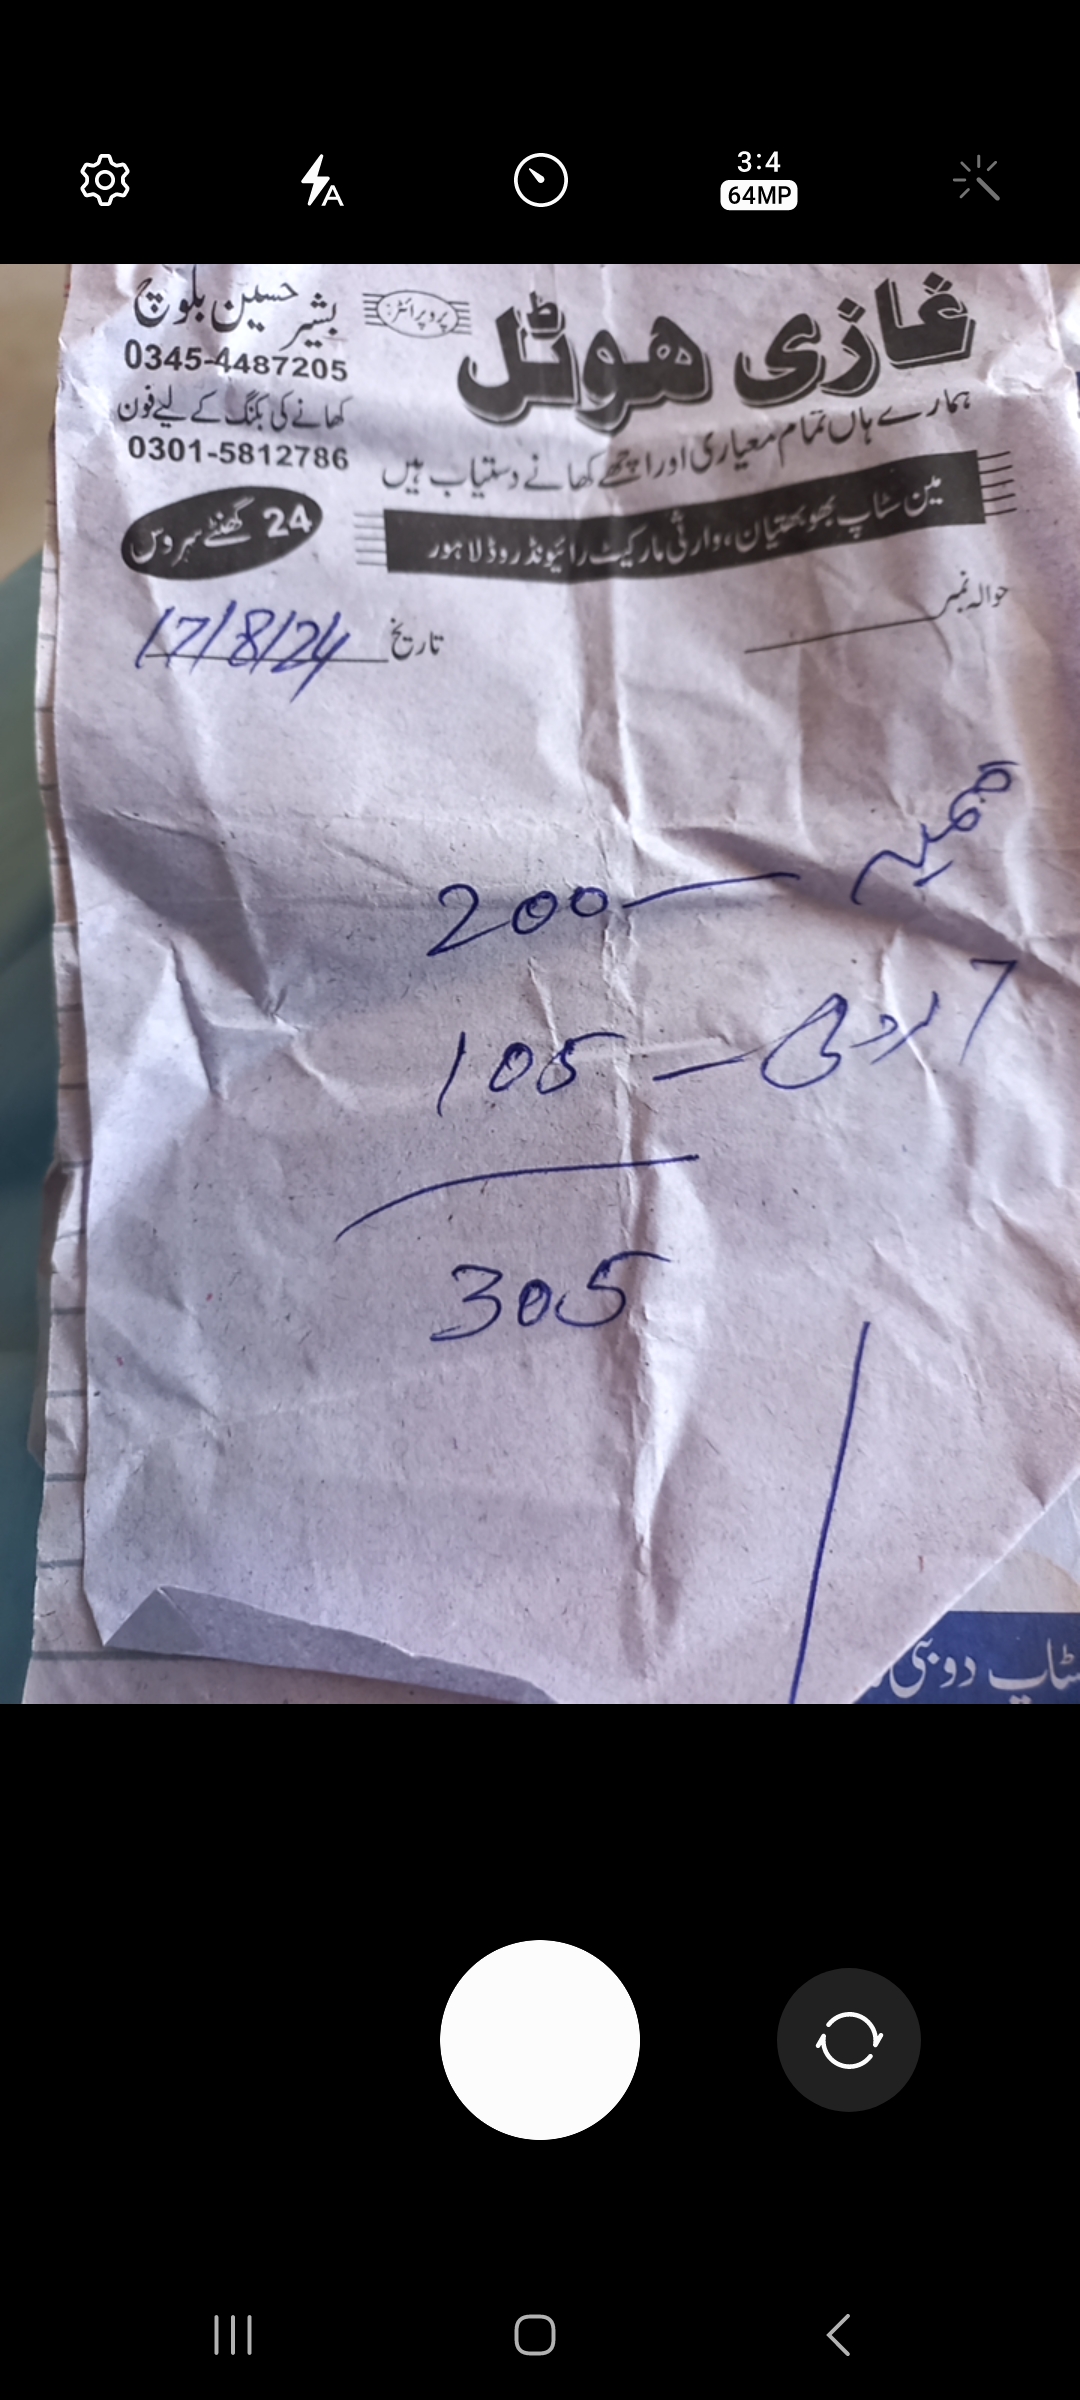 3:4
64MP
غازی ہوٹل
پروپرائٹر:
بشیر حسین بلوچ
0345-4487205
کھانے کی بکنگ کے لیے فون
0301-5812786
ہمارے ہاں تمام معیاری اور اچھے کھانے دستیاب ہیں
24 گھنٹے سروس
مین سٹاپ بھوبھتیاں، وارثی مارکیٹ رائیونڈ روڈ لاہور
حوالہ نمبر
تاریخ 17/8/24
قیمہ — 200
7 روٹی — 105
305
سٹاپ دوبئی